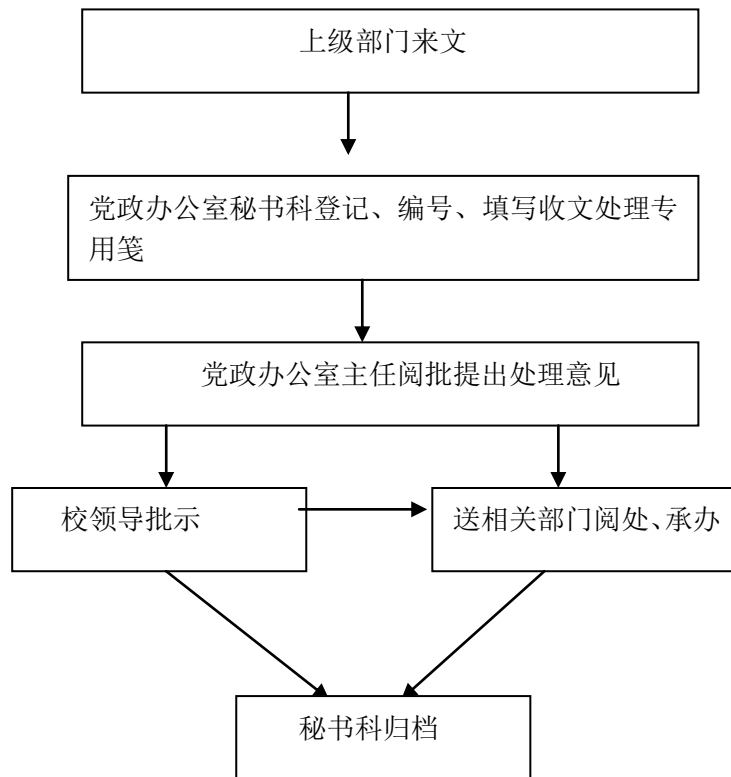 上级部门来文
党政办公室秘书科登记、编号、填写收文处理专
用笺
党政办公室主任阅批提出处理意见
校领导批示
送相关部门阅处、承办
秘书科归档